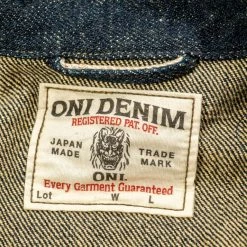 ONI DENIM
REGISTERED PAT. OFF.
JAPAN TRADE
MADE MARK
ONI.
Every Garment Guaranteed
Lot W L